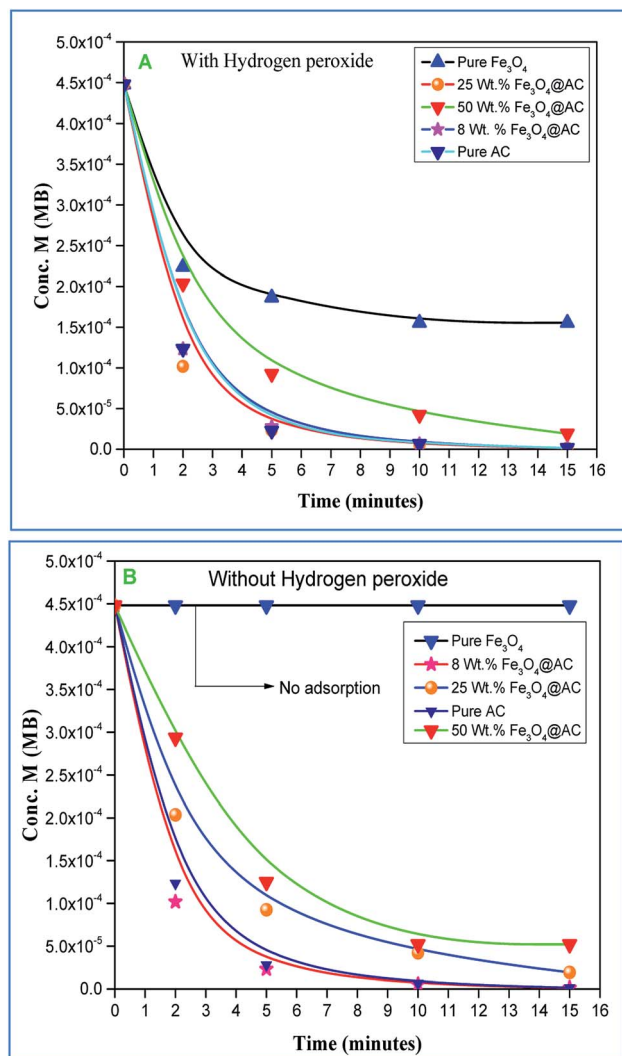 A
With Hydrogen peroxide
Pure Fe₃O₄
25 Wt.% Fe₃O₄@AC
50 Wt.% Fe₃O₄@AC
8 Wt. % Fe₃O₄@AC
Pure AC
Conc. M (MB)
5.0x10⁻⁴
4.5x10⁻⁴
4.0x10⁻⁴
3.5x10⁻⁴
3.0x10⁻⁴
2.5x10⁻⁴
2.0x10⁻⁴
1.5x10⁻⁴
1.0x10⁻⁴
5.0x10⁻⁵
0.0
0 1 2 3 4 5 6 7 8 9 10 11 12 13 14 15 16
Time (minutes)
B
Without Hydrogen peroxide
No adsorption
Pure Fe₃O₄
8 Wt.% Fe₃O₄@AC
25 Wt.% Fe₃O₄@AC
Pure AC
50 Wt.% Fe₃O₄@AC
Conc. M (MB)
5.0x10⁻⁴
4.5x10⁻⁴
4.0x10⁻⁴
3.5x10⁻⁴
3.0x10⁻⁴
2.5x10⁻⁴
2.0x10⁻⁴
1.5x10⁻⁴
1.0x10⁻⁴
5.0x10⁻⁵
0.0
0 1 2 3 4 5 6 7 8 9 10 11 12 13 14 15 16
Time (minutes)